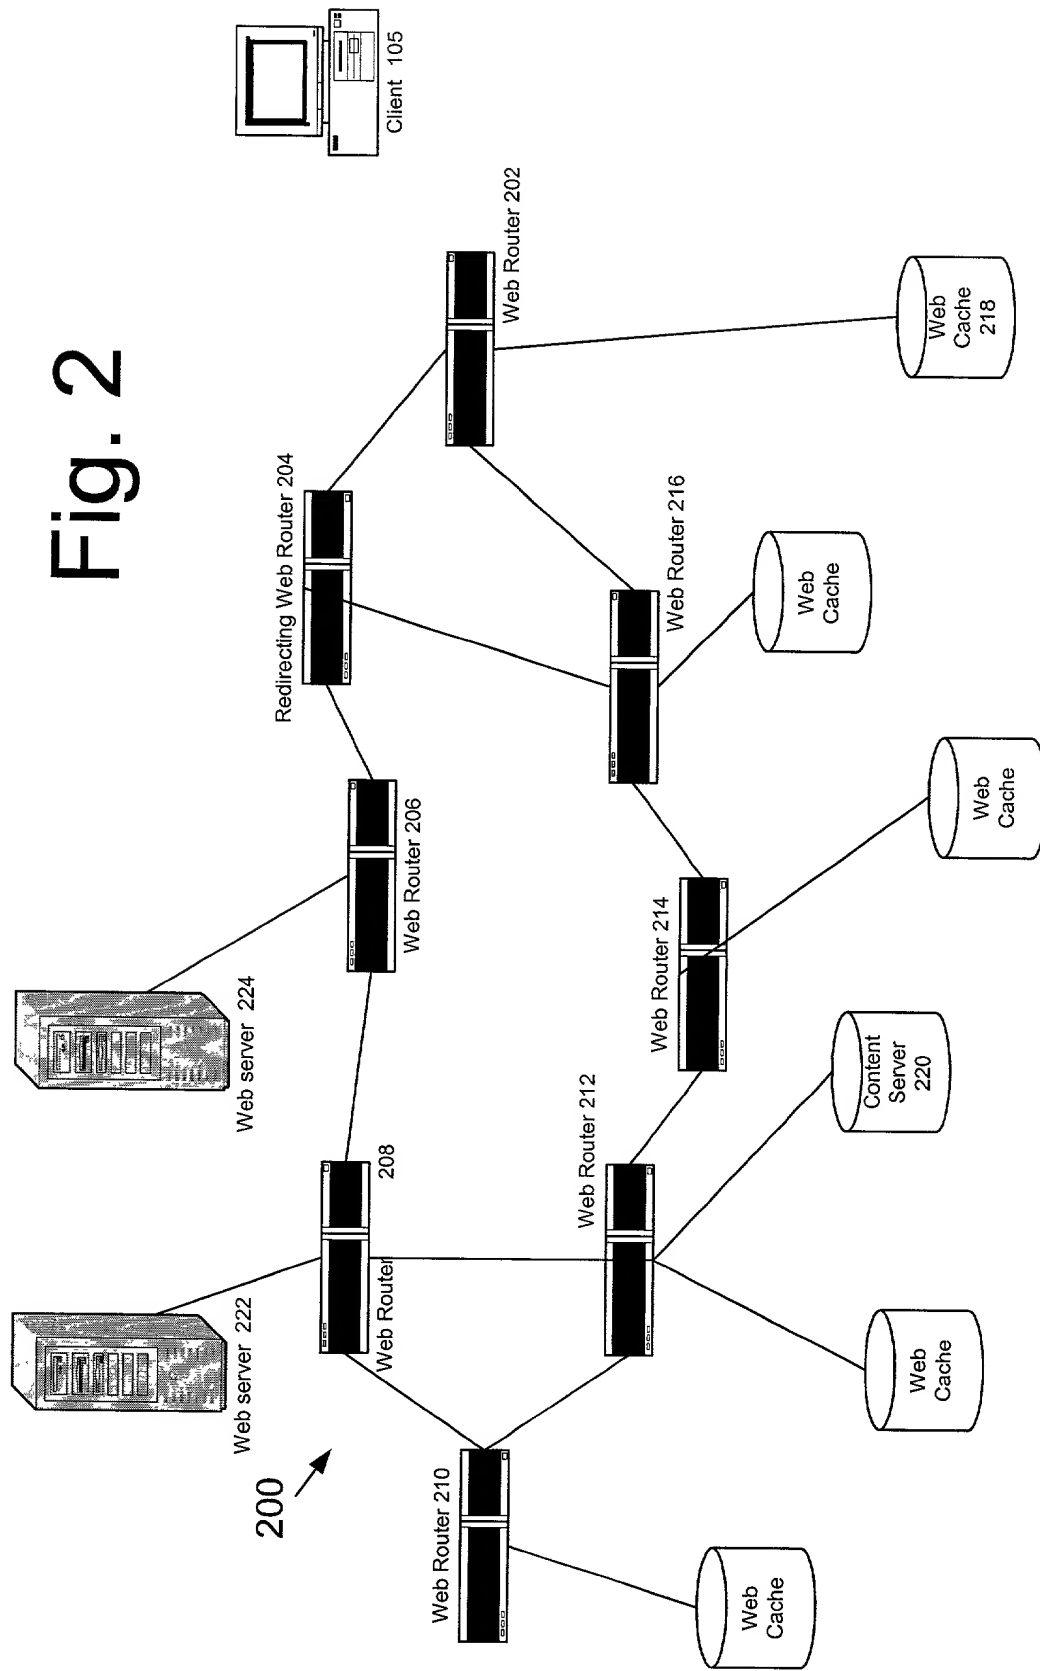 Fig. 2
200
Web server 222
Web server 224
Client 105
Redirecting Web Router 204
Web Router 206
208
Web Router
Web Router 202
Web Router 210
Web Router 212
Web Router 214
Web Router 216
Web
Cache
Web
Cache
Content
Server
220
Web
Cache
Web
Cache
Web
Cache
218